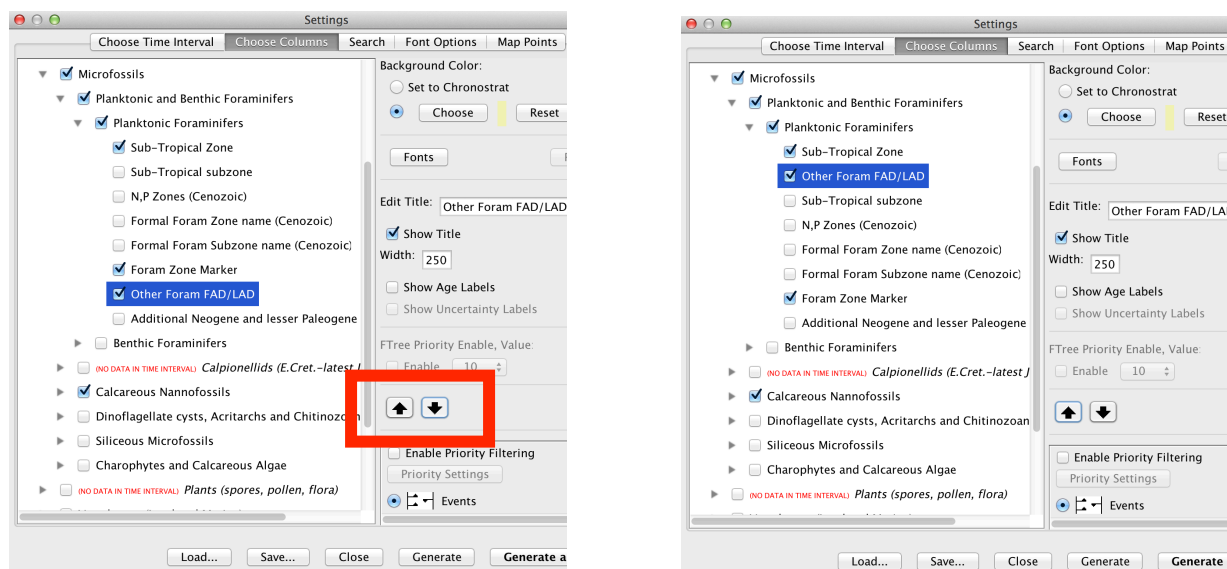 Settings
Choose Time Interval Choose Columns Search Font Options Map Points
Microfossils
Planktonic and Benthic Foraminifers
Planktonic Foraminifers
Sub-Tropical Zone
Sub-Tropical subzone
N,P Zones (Cenozoic)
Formal Foram Zone name (Cenozoic)
Formal Foram Subzone name (Cenozoic)
Foram Zone Marker
Other Foram FAD/LAD
Additional Neogene and lesser Paleogene
Benthic Foraminifers
(NO DATA IN TIME INTERVAL) Calpionellids (E.Cret.-latest J
Calcareous Nannofossils
Dinoflagellate cysts, Acritarchs and Chitinozoan
Siliceous Microfossils
Charophytes and Calcareous Algae
(NO DATA IN TIME INTERVAL) Plants (spores, pollen, flora)
Background Color:
Set to Chronostrat
Choose Reset
Fonts
Edit Title: Other Foram FAD/LAD
Show Title
Width: 250
Show Age Labels
Show Uncertainty Labels
FTree Priority Enable, Value:
Enable 10
Enable Priority Filtering
Priority Settings
Events
Load... Save... Close Generate Generate a
Settings
Choose Time Interval Choose Columns Search Font Options Map Points
Microfossils
Planktonic and Benthic Foraminifers
Planktonic Foraminifers
Sub-Tropical Zone
Other Foram FAD/LAD
Sub-Tropical subzone
N,P Zones (Cenozoic)
Formal Foram Zone name (Cenozoic)
Formal Foram Subzone name (Cenozoic)
Foram Zone Marker
Additional Neogene and lesser Paleogene
Benthic Foraminifers
(NO DATA IN TIME INTERVAL) Calpionellids (E.Cret.-latest J
Calcareous Nannofossils
Dinoflagellate cysts, Acritarchs and Chitinozoan
Siliceous Microfossils
Charophytes and Calcareous Algae
(NO DATA IN TIME INTERVAL) Plants (spores, pollen, flora)
Background Color:
Set to Chronostrat
Choose Reset
Fonts
Edit Title: Other Foram FAD/LA
Show Title
Width: 250
Show Age Labels
Show Uncertainty Labels
FTree Priority Enable, Value:
Enable 10
Enable Priority Filtering
Priority Settings
Events
Load... Save... Close Generate Generate